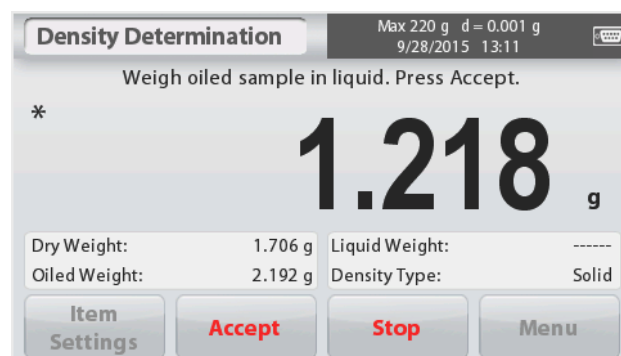 Density Determination
Max 220 g d = 0.001 g
9/28/2015 13:11
Weigh oiled sample in liquid. Press Accept.
*
1.218 g
Dry Weight: 1.706 g Liquid Weight: ------
Oiled Weight: 2.192 g Density Type: Solid
Item Settings
Accept
Stop
Menu